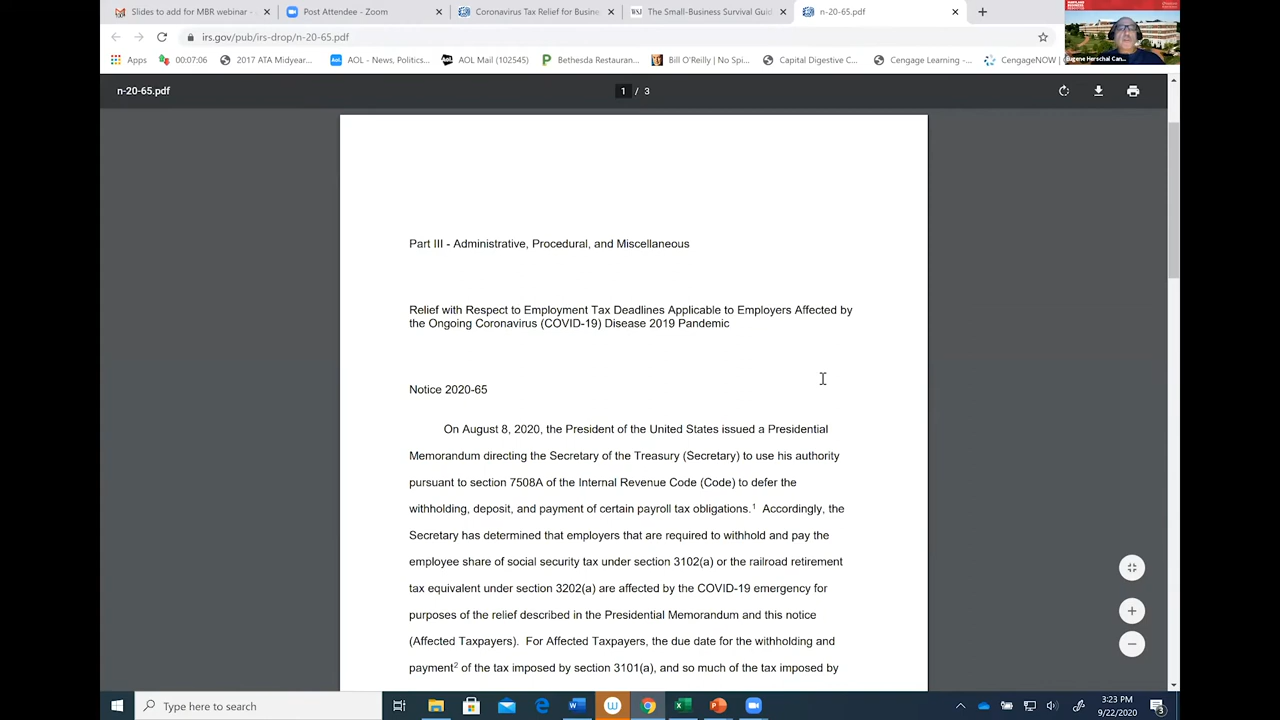 Slides to add for MBR webinar -
Post Attendee - Zoom
Coronavirus Tax Relief for Busine
WSJ The Small-Business Survival Guid
n-20-65.pdf
irs.gov/pub/irs-drop/n-20-65.pdf
Apps
00:07:06
2017 ATA Midyear...
Aol. AOL - News, Politics...
Aol. AOL Mail (102545)
P Bethesda Restauran...
Bill O'Reilly | No Spi...
Capital Digestive C...
Cengage Learning -...
CengageNOW
Eugene Herschal Can...
n-20-65.pdf
1 / 3
Part III - Administrative, Procedural, and Miscellaneous
Relief with Respect to Employment Tax Deadlines Applicable to Employers Affected by
the Ongoing Coronavirus (COVID-19) Disease 2019 Pandemic
Notice 2020-65
On August 8, 2020, the President of the United States issued a Presidential
Memorandum directing the Secretary of the Treasury (Secretary) to use his authority
pursuant to section 7508A of the Internal Revenue Code (Code) to defer the
withholding, deposit, and payment of certain payroll tax obligations.¹ Accordingly, the
Secretary has determined that employers that are required to withhold and pay the
employee share of social security tax under section 3102(a) or the railroad retirement
tax equivalent under section 3202(a) are affected by the COVID-19 emergency for
purposes of the relief described in the Presidential Memorandum and this notice
(Affected Taxpayers). For Affected Taxpayers, the due date for the withholding and
payment² of the tax imposed by section 3101(a), and so much of the tax imposed by
Type here to search
3:23 PM
9/22/2020
3